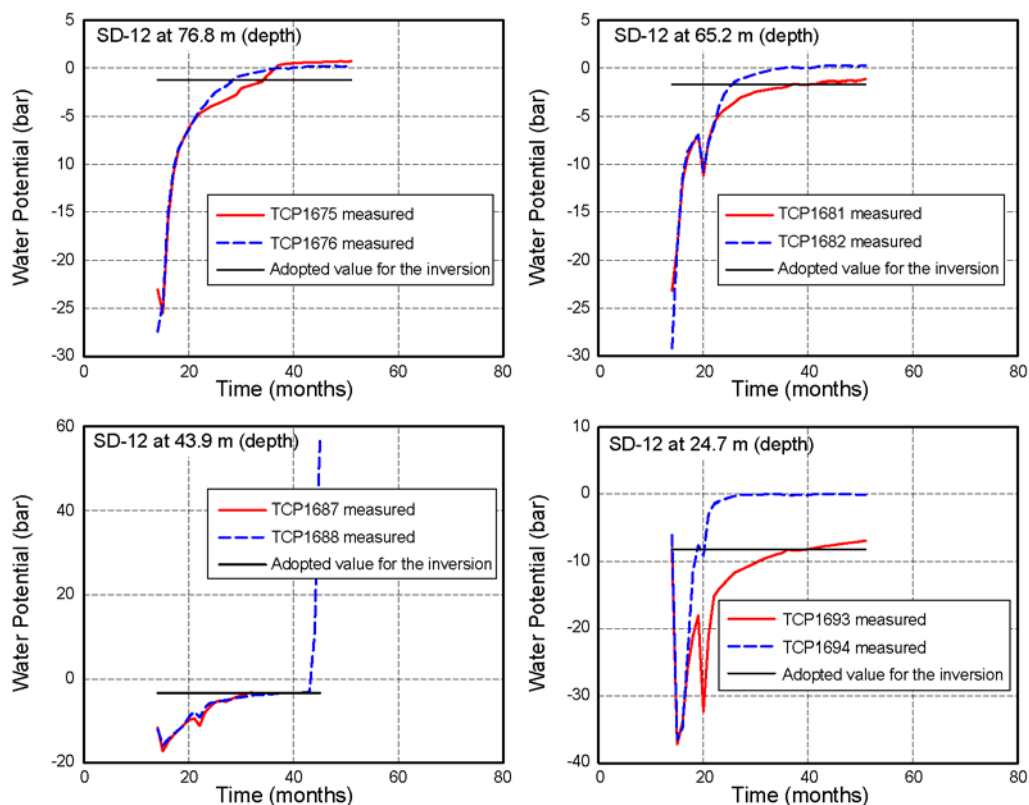 SD-12 at 76.8 m (depth)
Water Potential (bar)
5
0
-5
-10
-15
-20
-25
-30
TCP1675 measured
TCP1676 measured
Adopted value for the inversion
0
20
40
60
80
Time (months)
SD-12 at 65.2 m (depth)
Water Potential (bar)
5
0
-5
-10
-15
-20
-25
-30
TCP1681 measured
TCP1682 measured
Adopted value for the inversion
0
20
40
60
80
Time (months)
SD-12 at 43.9 m (depth)
Water Potential (bar)
60
40
20
0
-20
TCP1687 measured
TCP1688 measured
Adopted value for the inversion
0
20
40
60
80
Time (months)
SD-12 at 24.7 m (depth)
Water Potential (bar)
10
0
-10
-20
-30
-40
TCP1693 measured
TCP1694 measured
Adopted value for the inversion
0
20
40
60
80
Time (months)